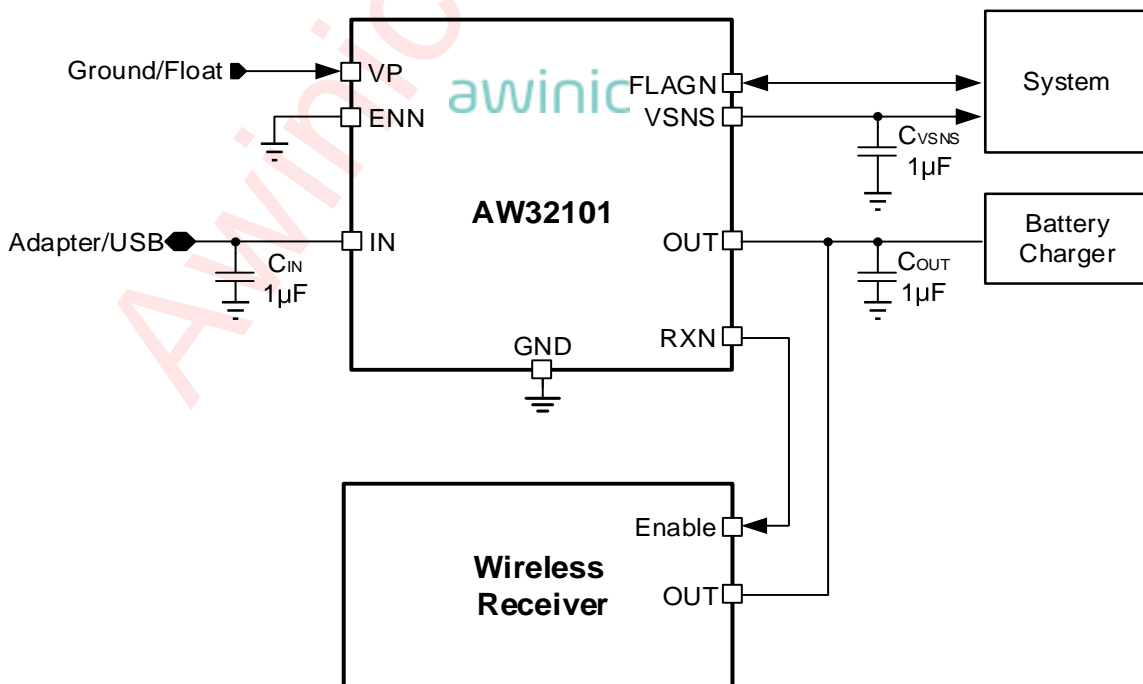 Ground/Float
VP
ENN
awinic
FLAGN
VSNS
System
CVSNS
1µF
AW32101
Adapter/USB
IN
CIN
1µF
OUT
Battery
Charger
COUT
1µF
RXN
GND
Awinic
Enable
Wireless
Receiver
OUT